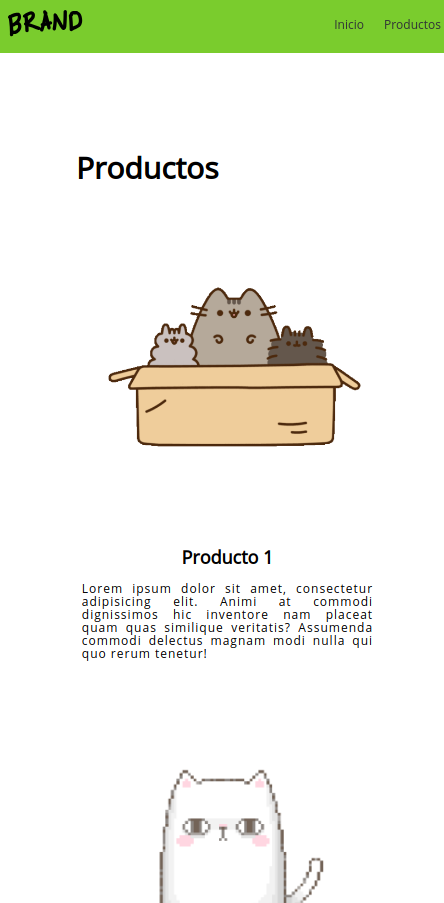 BRAND
Inicio Productos
Productos
Producto 1
Lorem ipsum dolor sit amet, consectetur
adipisicing elit. Animi at commodi
dignissimos hic inventore nam placeat
quam quas similique veritatis? Assumenda
commodi delectus magnam modi nulla qui
quo rerum tenetur!